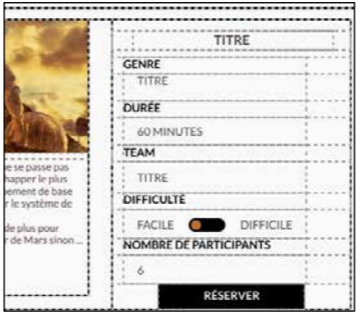 e se passe pas
happer le plus
ement de base
r le système de
de plus pour
r de Mars sinon ...
TITRE
GENRE
TITRE
DURÉE
60 MINUTES
TEAM
TITRE
DIFFICULTÉ
FACILE DIFFICILE
NOMBRE DE PARTICIPANTS
6
RÉSERVER